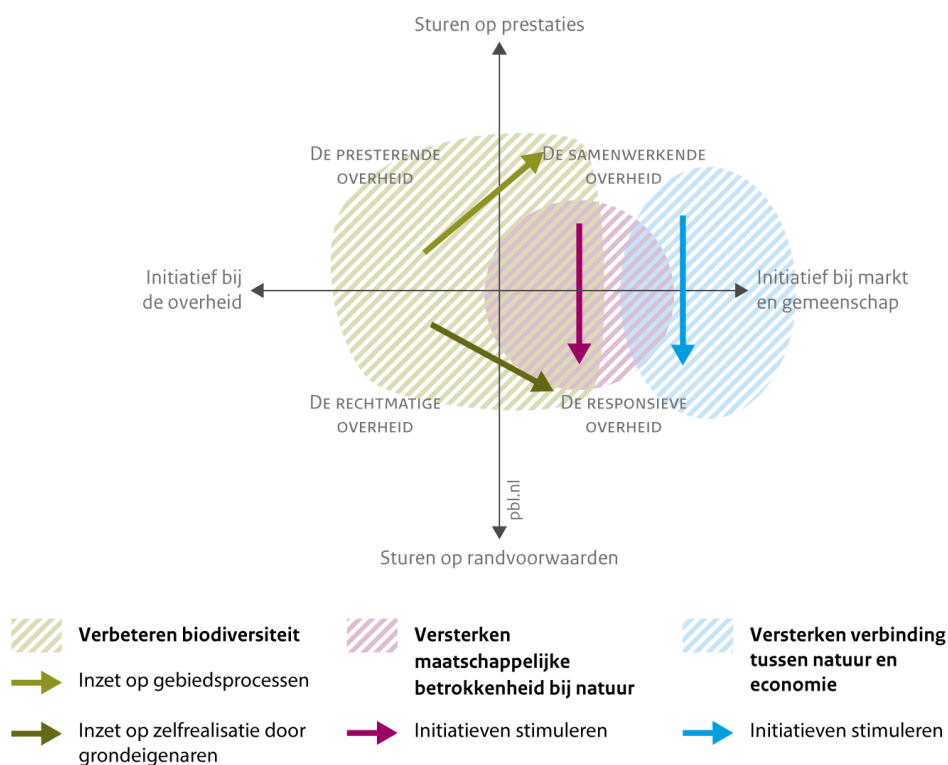 Sturen op prestaties
De presterende
overheid
De samenwerkende
overheid
Initiatief bij
de overheid
Initiatief bij markt
en gemeenschap
De rechtmatige
overheid
De responsieve
overheid
pbl.nl
Sturen op randvoorwaarden
Verbeteren biodiversiteit
Inzet op gebiedsprocessen
Inzet op zelfrealisatie door
grondeigenaren
Versterken
maatschappelijke
betrokkenheid bij natuur
Initiatieven stimuleren
Versterken verbinding
tussen natuur en
economie
Initiatieven stimuleren